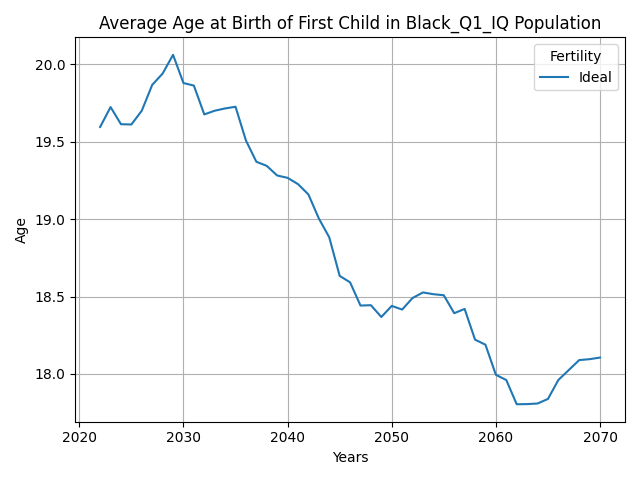 Average Age at Birth of First Child in Black_Q1_IQ Population
Fertility
Ideal
Age
20.0
19.5
19.0
18.5
18.0
2020 2030 2040 2050 2060 2070
Years